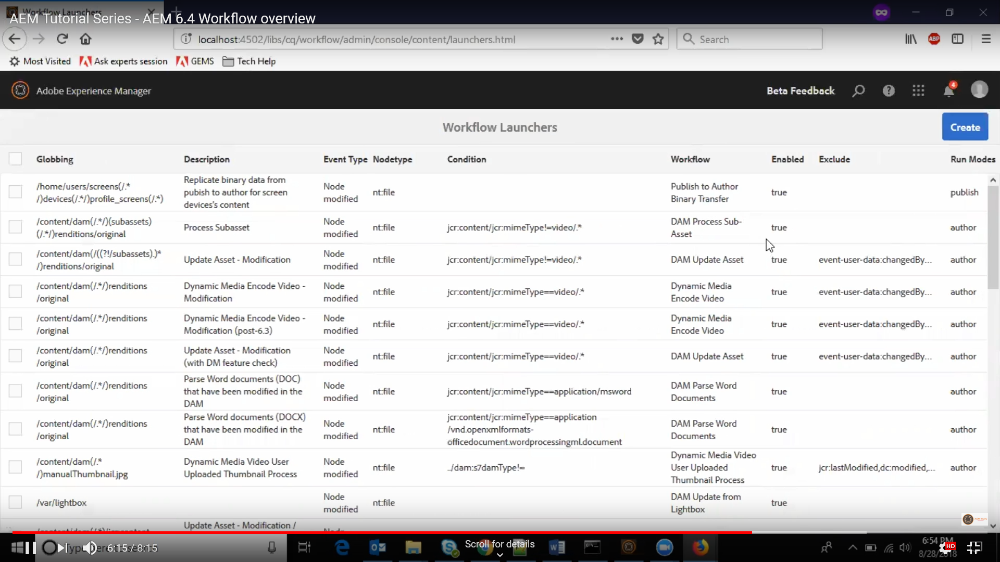 Workflow Launchers
AEM Tutorial Series - AEM 6.4 Workflow overview
localhost:4502/libs/cq/workflow/admin/console/content/launchers.html
Search
ABP
Most Visited Ask experts session GEMS Tech Help
Adobe Experience Manager
Beta Feedback
4
Workflow Launchers
Create
Globbing Description Event Type Nodetype Condition Workflow Enabled Exclude Run Modes
/home/users/screens(/.*
/)devices(/.*/)profile_screens(/.*)
Replicate binary data from
pubish to author for screen
devices's content
Node
modified
nt:file
Publish to Author
Binary Transfer
true
publish
/content/dam(/.*/)(subassets)
(/.*/)renditions/original
Process Subasset
Node
modified
nt:file
jcr:content/jcr:mimeType!=video/.*
DAM Process Sub-
Asset
true
author
/content/dam(/((?!/subassets).)*
/)renditions/original
Update Asset - Modification
Node
modified
nt:file
jcr:content/jcr:mimeType!=video/.*
DAM Update Asset
true
event-user-data:changedBy...
author
/content/dam(/.*/)renditions
/original
Dynamic Media Encode Video -
Modification
Node
modified
nt:file
jcr:content/jcr:mimeType==video/.*
Dynamic Media
Encode Video
true
event-user-data:changedBy...
author
/content/dam(/.*/)renditions
/original
Dynamic Media Encode Video -
Modification (post-6.3)
Node
modified
nt:file
jcr:content/jcr:mimeType==video/.*
Dynamic Media
Encode Video
true
event-user-data:changedBy...
author
/content/dam(/.*/)renditions
/original
Update Asset - Modification
(with DM feature check)
Node
modified
nt:file
jcr:content/jcr:mimeType==video/.*
DAM Update Asset
true
event-user-data:changedBy...
author
/content/dam(/.*/)renditions
/original
Parse Word documents (DOC)
that have been modified in the
DAM
Node
modified
nt:file
jcr:content/jcr:mimeType==application/msword
DAM Parse Word
Documents
true
author
/content/dam(/.*/)renditions
/original
Parse Word documents (DOCX)
that have been modified in the
DAM
Node
modified
nt:file
jcr:content/jcr:mimeType==application
/vnd.openxmlformats-
officedocument.wordprocessingml.document
DAM Parse Word
Documents
true
author
/content/dam(/.*
/)manualThumbnail.jpg
Dynamic Media Video User
Uploaded Thumbnail Process
Node
modified
nt:file
../dam:s7damType!=
Dynamic Media Video
User Uploaded
Thumbnail Process
true
jcr:lastModified,dc:modified,...
author
/var/lightbox
Node
modified
nt:file
DAM Update from
Lightbox
true
Update Asset - Modification /
6:15 / 8:15
Scroll for details
6:54 PM
8/28/2018
HD